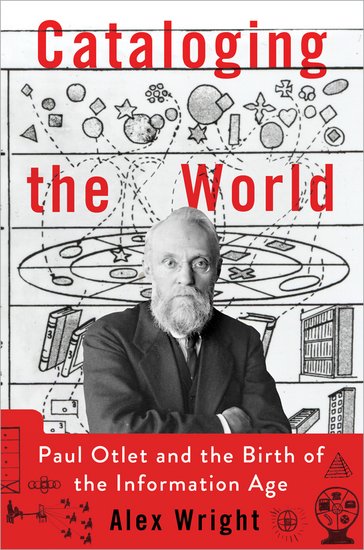 Cataloging
the World
Paul Otlet and the Birth of
the Information Age
Alex Wright